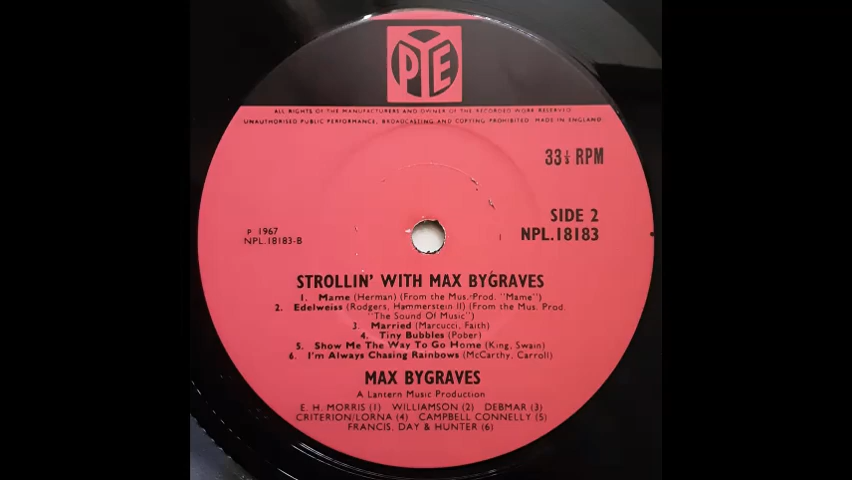 PYE
ALL RIGHTS OF THE MANUFACTURERS AND OWNER OF THE RECORDED WORK RESERVED
UNAUTHORISED PUBLIC PERFORMANCE, BROADCASTING AND COPYING PROHIBITED. MADE IN ENGLAND
33⅓ RPM
SIDE 2
NPL.18183
P 1967
NPL.18183-B
STROLLIN' WITH MAX BYGRAVES
1. Mame (Herman) (From the Mus. Prod. "Mame")
2. Edelweiss (Rodgers, Hammerstein II) (From the Mus. Prod.
"The Sound Of Music")
3. Married (Marcucci, Faith)
4. Tiny Bubbles (Pober)
5. Show Me The Way To Go Home (King, Swain)
6. I'm Always Chasing Rainbows (McCarthy, Carroll)
MAX BYGRAVES
A Lantern Music Production
E. H. MORRIS (1) WILLIAMSON (2) DEBMAR (3)
CRITERION/LORNA (4) CAMPBELL CONNELLY (5)
FRANCIS, DAY & HUNTER (6)